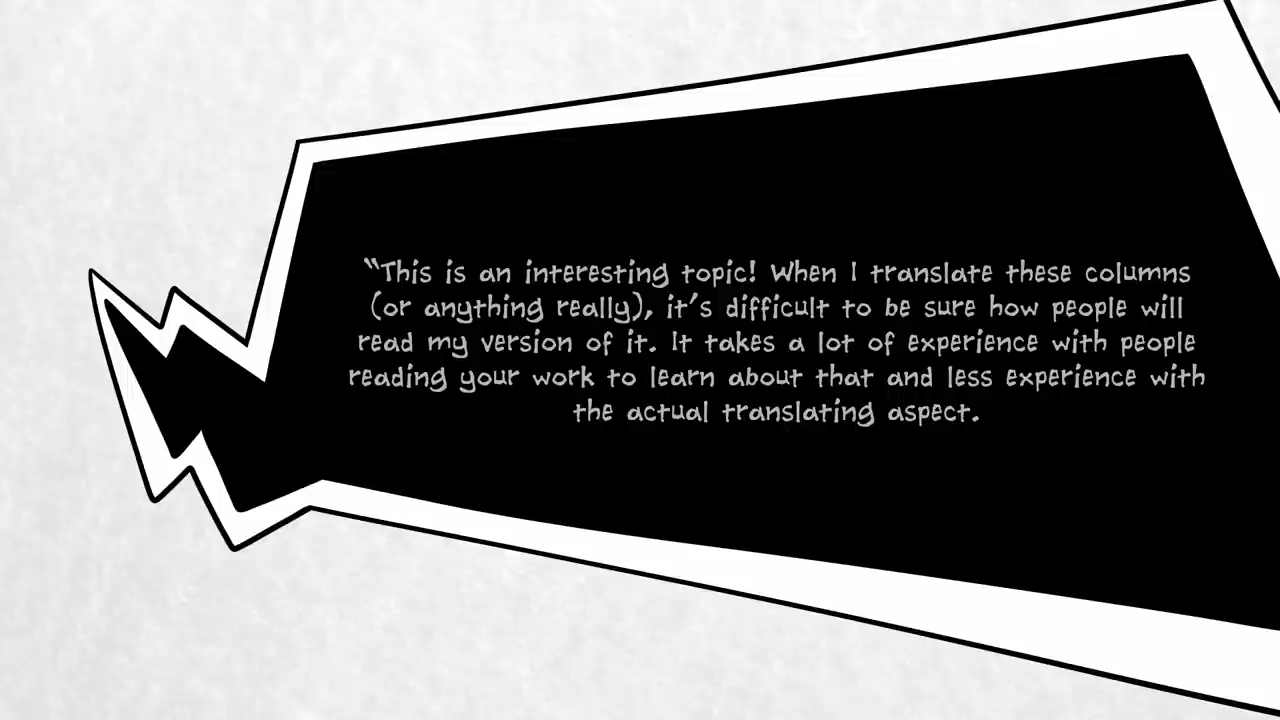 “This is an interesting topic! When I translate these columns
(or anything really), it’s difficult to be sure how people will
read my version of it. It takes a lot of experience with people
reading your work to learn about that and less experience with
the actual translating aspect.